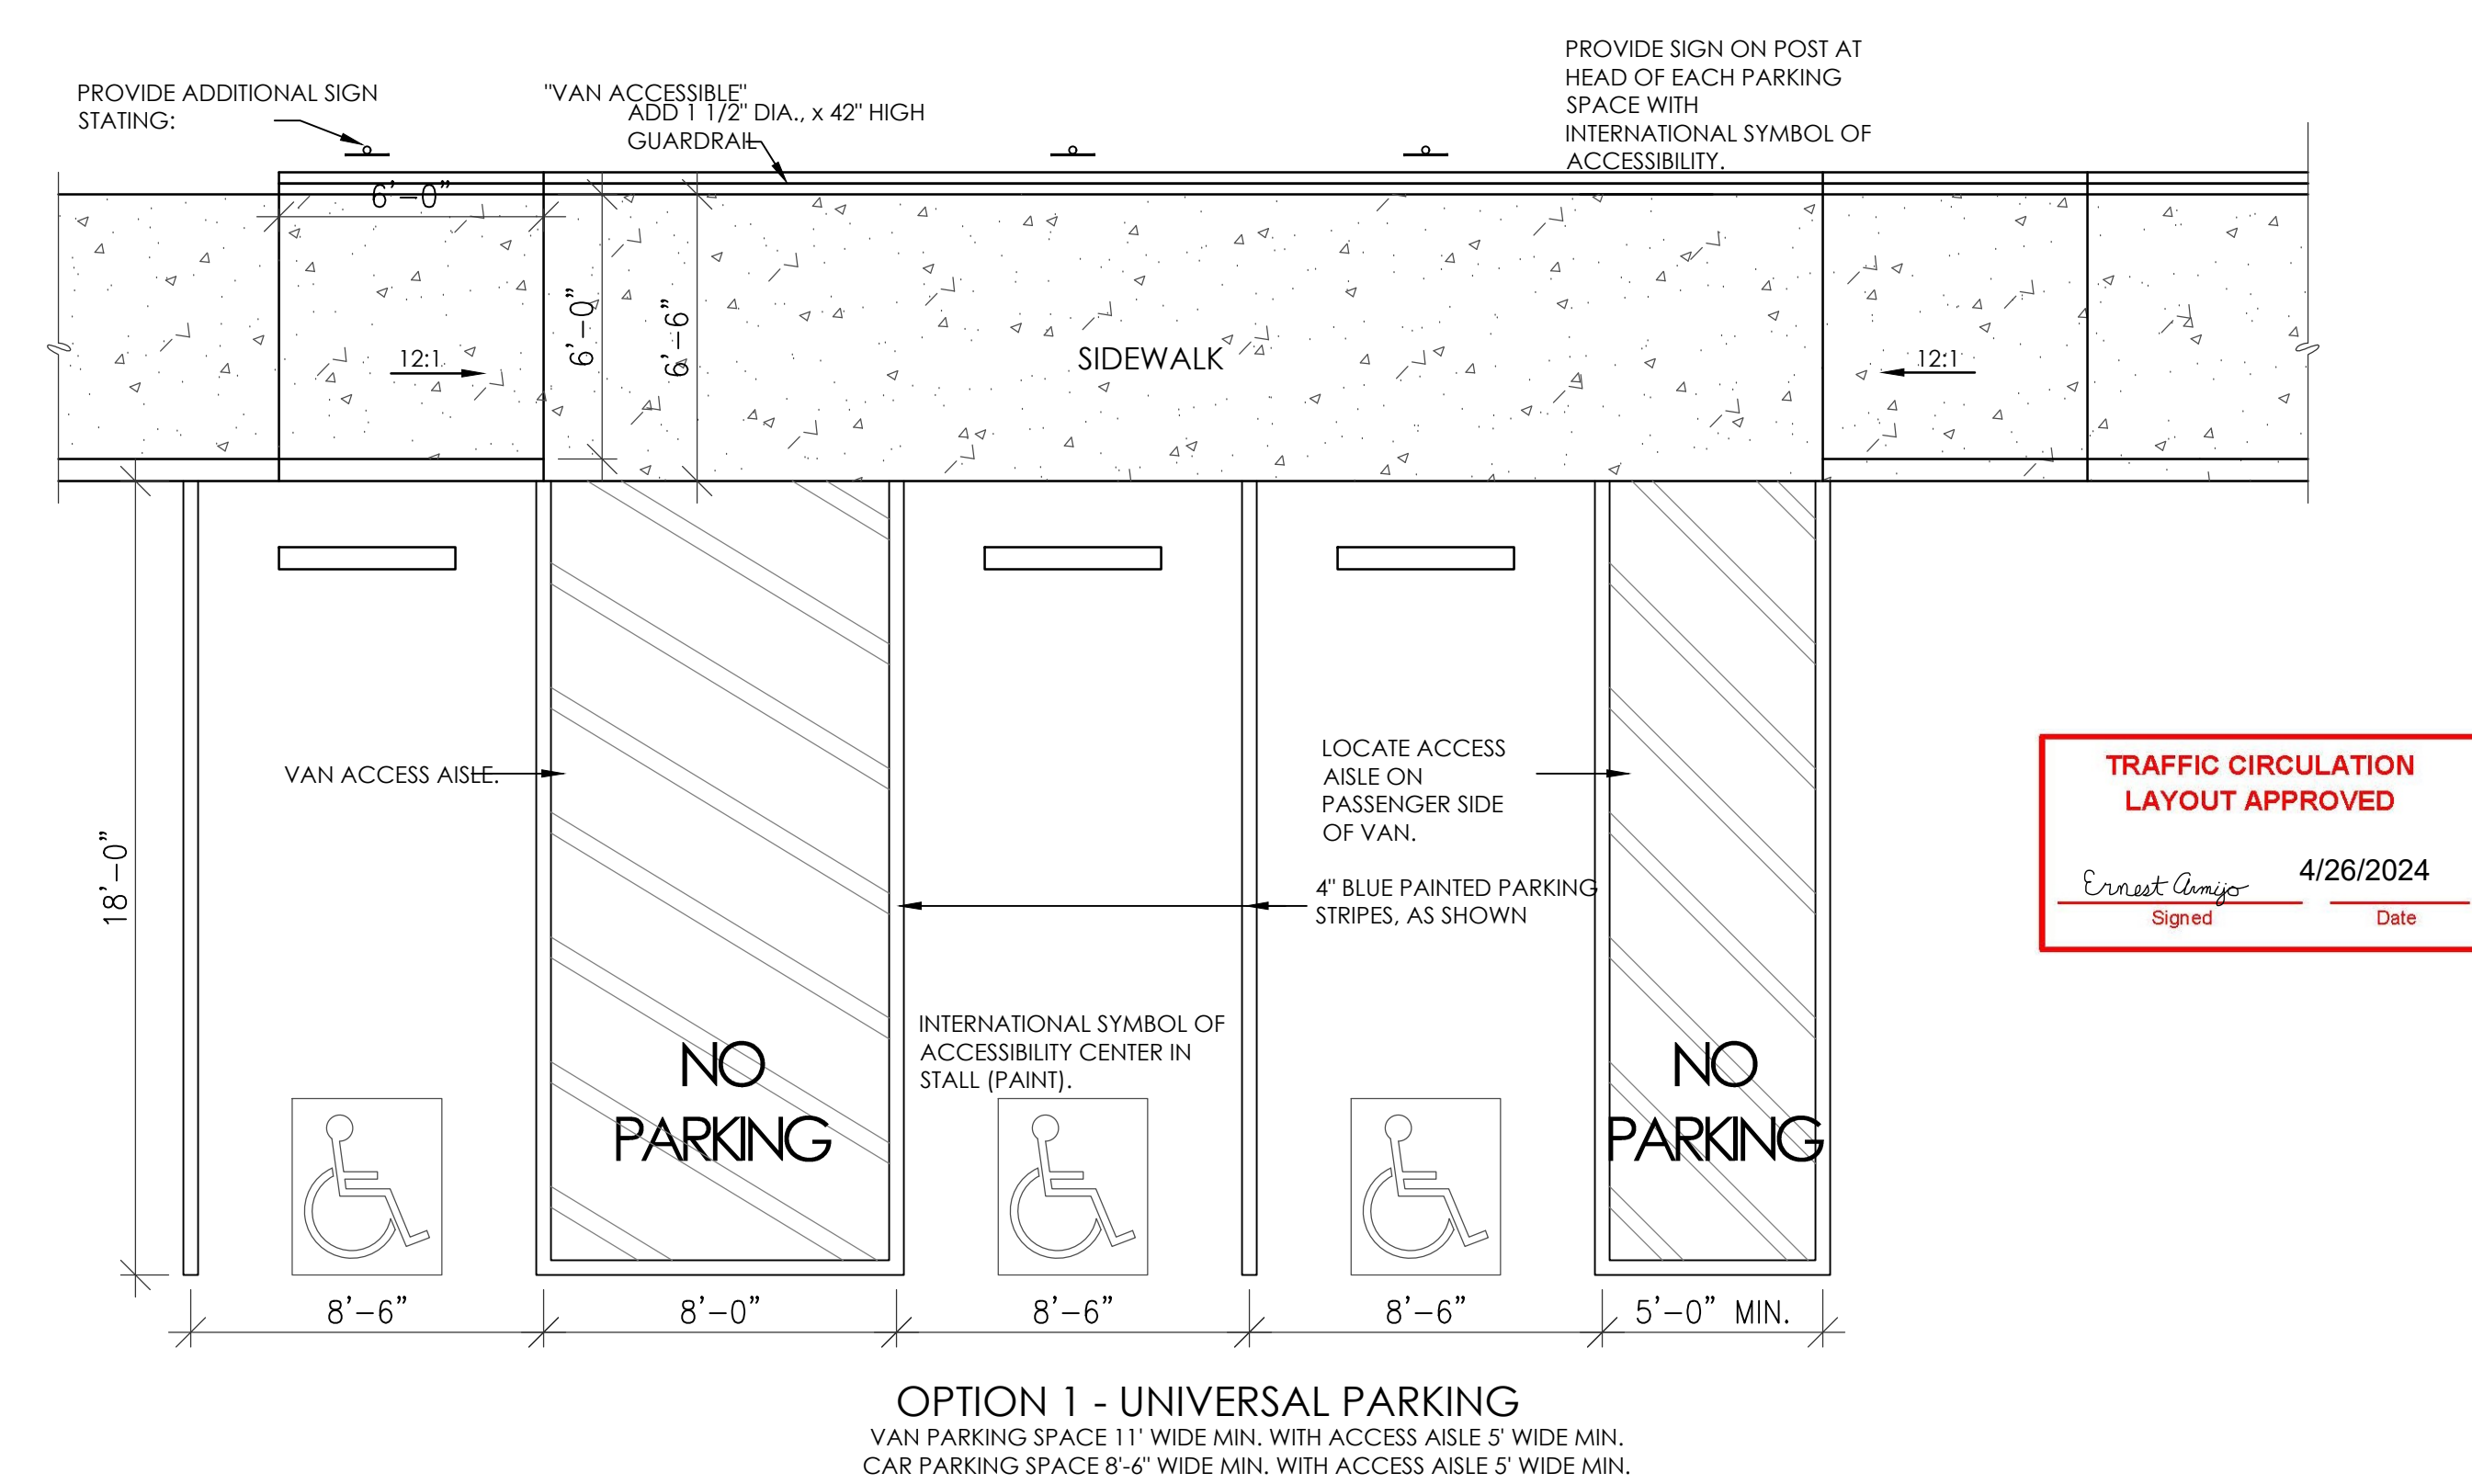 PROVIDE SIGN ON POST AT
HEAD OF EACH PARKING
SPACE WITH
INTERNATIONAL SYMBOL OF
ACCESSIBILITY.
PROVIDE ADDITIONAL SIGN
STATING:
"VAN ACCESSIBLE"
ADD 1 1/2" DIA., x 42" HIGH
GUARDRAIL
6'-0"
6'-0"
6'-6"
12:1
SIDEWALK
12:1
VAN ACCESS AISLE.
LOCATE ACCESS
AISLE ON
PASSENGER SIDE
OF VAN.
TRAFFIC CIRCULATION
LAYOUT APPROVED
Ernest Armijo
4/26/2024
Signed
Date
18'-0"
4" BLUE PAINTED PARKING
STRIPES, AS SHOWN
INTERNATIONAL SYMBOL OF
ACCESSIBILITY CENTER IN
STALL (PAINT).
NO
PARKING
NO
PARKING
8'-6"
8'-0"
8'-6"
8'-6"
5'-0" MIN.
OPTION 1 - UNIVERSAL PARKING
VAN PARKING SPACE 11' WIDE MIN. WITH ACCESS AISLE 5' WIDE MIN.
CAR PARKING SPACE 8'-6" WIDE MIN. WITH ACCESS AISLE 5' WIDE MIN.